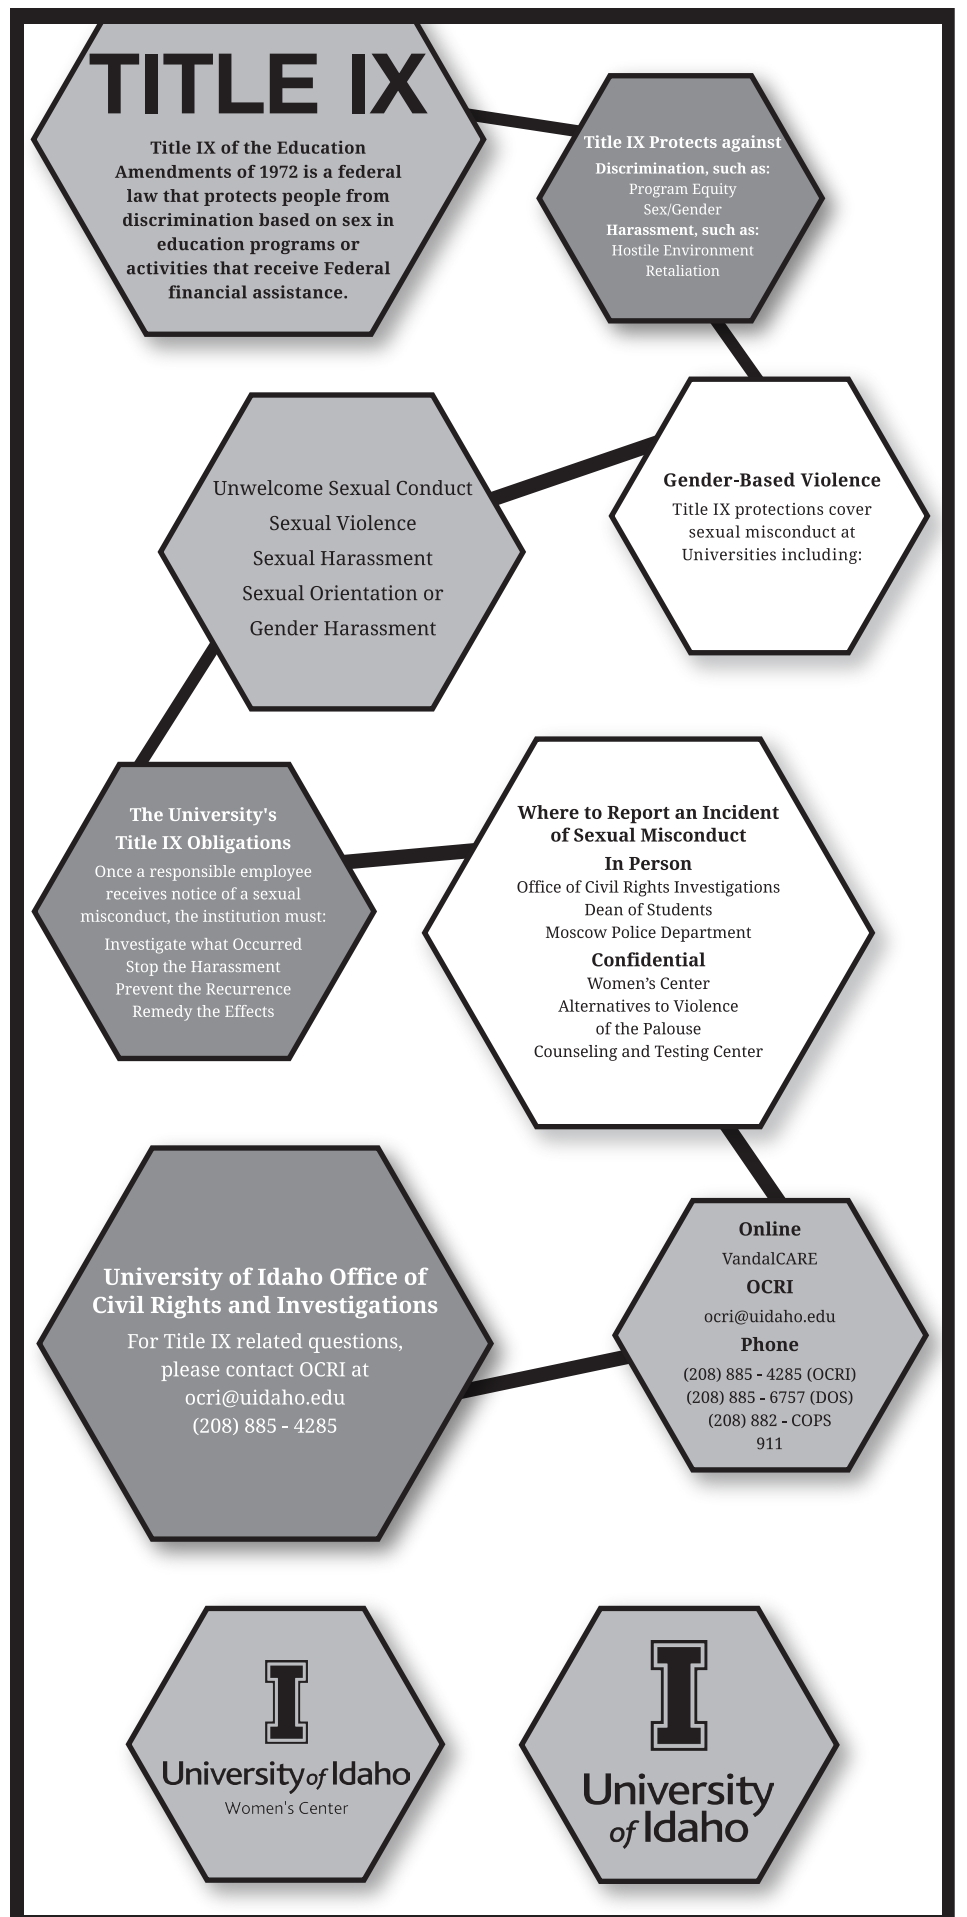 TITLE IX
Title IX of the Education
Amendments of 1972 is a federal
law that protects people from
discrimination based on sex in
education programs or
activities that receive Federal
financial assistance.
Title IX Protects against
Discrimination, such as:
Program Equity
Sex/Gender
Harassment, such as:
Hostile Environment
Retaliation
Gender-Based Violence
Title IX protections cover
sexual misconduct at
Universities including:
Unwelcome Sexual Conduct
Sexual Violence
Sexual Harassment
Sexual Orientation or
Gender Harassment
The University's
Title IX Obligations
Once a responsible employee
receives notice of a sexual
misconduct, the institution must:
Investigate what Occurred
Stop the Harassment
Prevent the Recurrence
Remedy the Effects
Where to Report an Incident
of Sexual Misconduct
In Person
Office of Civil Rights Investigations
Dean of Students
Moscow Police Department
Confidential
Women’s Center
Alternatives to Violence
of the Palouse
Counseling and Testing Center
Online
VandalCARE
OCRI
ocri@uidaho.edu
Phone
(208) 885 - 4285 (OCRI)
(208) 885 - 6757 (DOS)
(208) 882 - COPS
911
University of Idaho Office of
Civil Rights and Investigations
For Title IX related questions,
please contact OCRI at
ocri@uidaho.edu
(208) 885 - 4285
I
University of Idaho
Women's Center
I
University
of Idaho